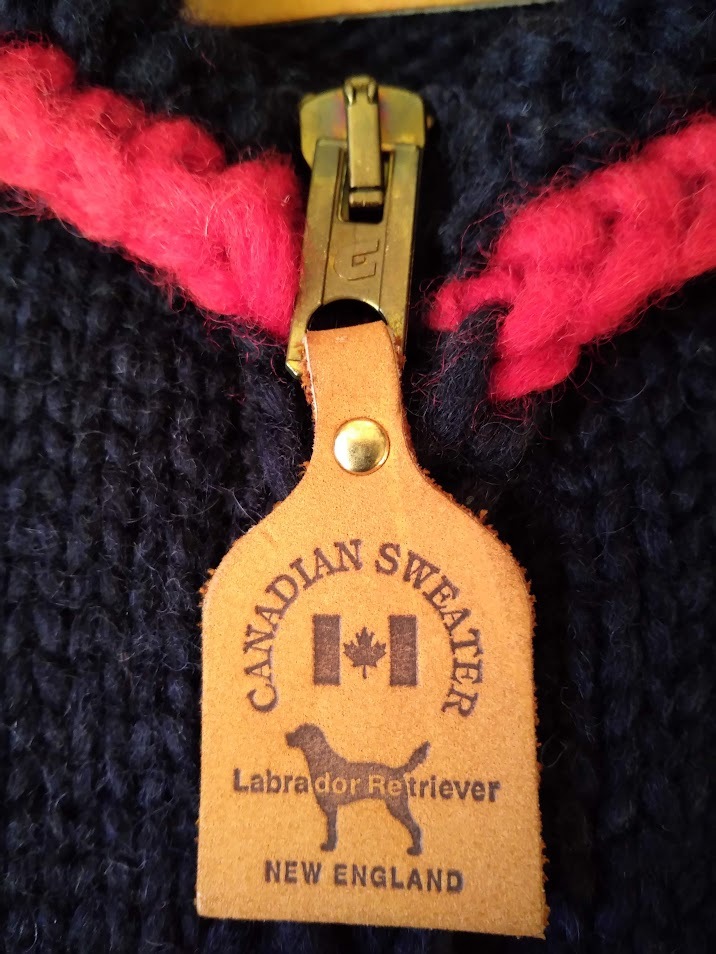 CANADIAN SWEATER
Labrador Retriever
NEW ENGLAND